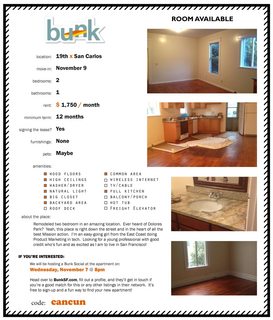 bunk
ROOM AVAILABLE
location: 19th x San Carlos
move-in: November 9
bedrooms: 2
bathrooms: 1
rent: $ 1,750 / month
minimum term: 12 months
signing the lease? Yes
furnishings: None
pets: Maybe
amenities:
WOOD FLOORS COMMON AREA
HIGH CEILINGS WIRELESS INTERNET
WASHER/DRYER TV/CABLE
NATURAL LIGHT FULL KITCHEN
BIG CLOSET BALCONY/PORCH
BACKYARD AREA HOT TUB
ROOF DECK FREIGHT ELEVATOR
about the place:
Remodeled two bedroom in an amazing location. Ever heard of Dolores
Park? Yeah, this place is right down the street and in the heart of all the
best Mission action. I'm an easy-going guy from the East Coast doing
Product Marketing in tech. Looking for a young professional with good
credit who's fun and as excited as I am to live in San Francisco!
IF YOU'RE INTERESTED:
We will be hosting a Bunk Social at the apartment on:
Wednesday, November 7 @ 8pm
Head over to BunkSF.com, fill out a profile, and they'll get in touch if
you're a good match for this or any other listings in their network. It's
free to sign-up and a fun way to find your new apartment!
code: cancun